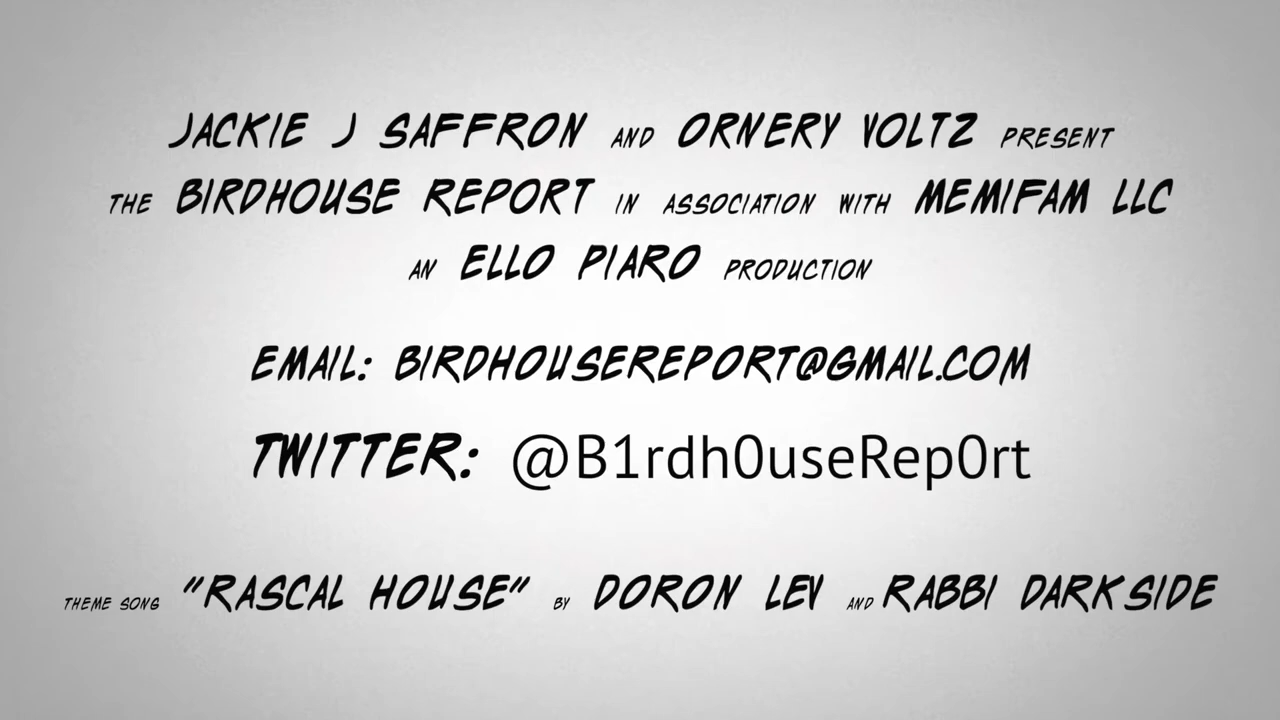 JACKIE J SAFFRON AND ORNERY VOLTZ PRESENT
THE BIRDHOUSE REPORT IN ASSOCIATION WITH MEMIFAM LLC
AN ELLO PIARO PRODUCTION
EMAIL: BIRDHOUSEREPORT@GMAIL.COM
TWITTER: @B1rdh0useRep0rt
THEME SONG "RASCAL HOUSE" BY DORON LEV AND RABBI DARKSIDE